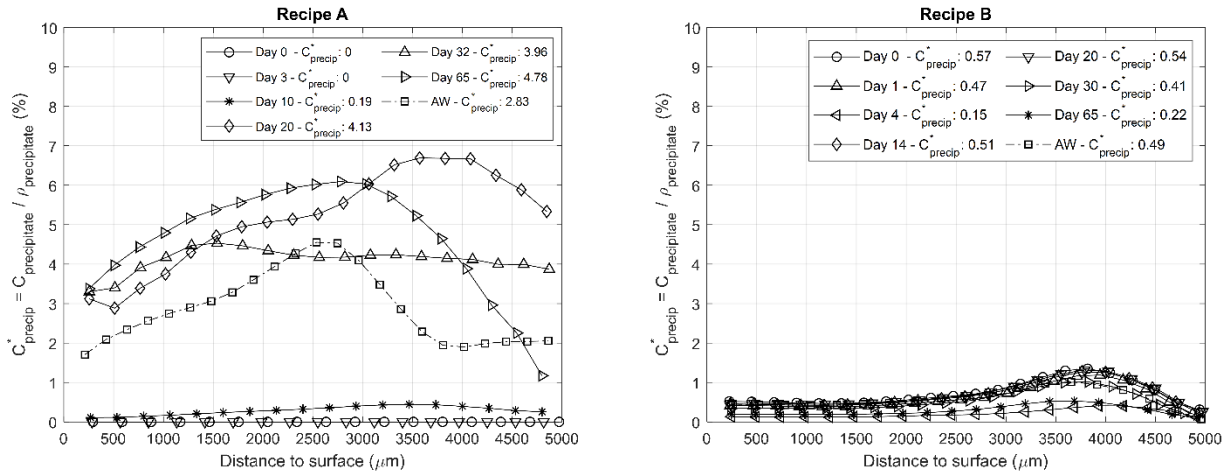 Recipe A
C*precip = Cprecipitate / ρprecipitate (%)
10
9
8
7
6
5
4
3
2
1
0
Day 0 - C*precip: 0
Day 3 - C*precip: 0
Day 10 - C*precip: 0.19
Day 20 - C*precip: 4.13
Day 32 - C*precip: 3.96
Day 65 - C*precip: 4.78
AW - C*precip: 2.83
0 500 1000 1500 2000 2500 3000 3500 4000 4500 5000
Distance to surface (μm)
Recipe B
C*precip = Cprecipitate / ρprecipitate (%)
10
9
8
7
6
5
4
3
2
1
0
Day 0 - C*precip: 0.57
Day 1 - C*precip: 0.47
Day 4 - C*precip: 0.15
Day 14 - C*precip: 0.51
Day 20 - C*precip: 0.54
Day 30 - C*precip: 0.41
Day 65 - C*precip: 0.22
AW - C*precip: 0.49
0 500 1000 1500 2000 2500 3000 3500 4000 4500 5000
Distance to surface (μm)